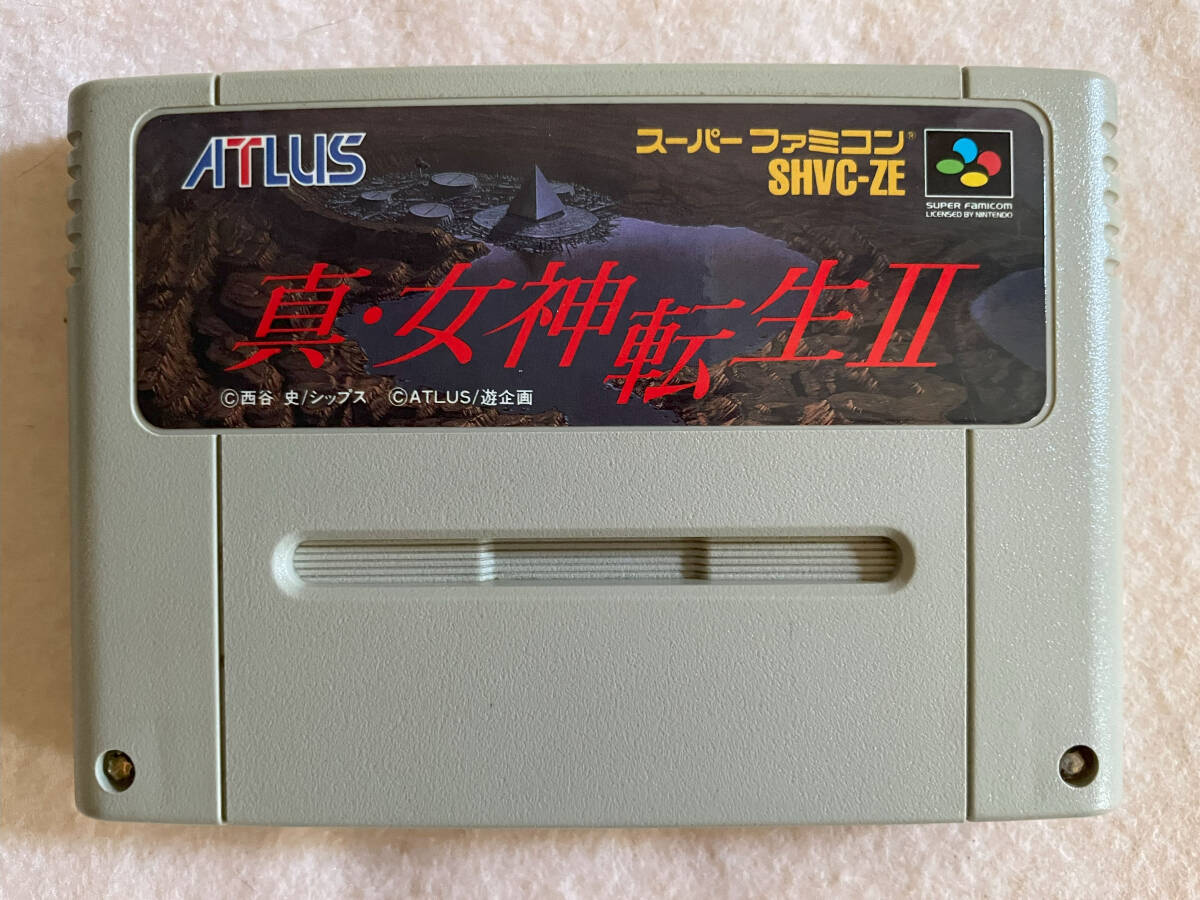 ATLUS
スーパーファミコン®
SHVC-ZE
SUPER FAMICOM
LICENSED BY NINTENDO
真・女神転生II
©西谷 史/シップス ©ATLUS/遊企画